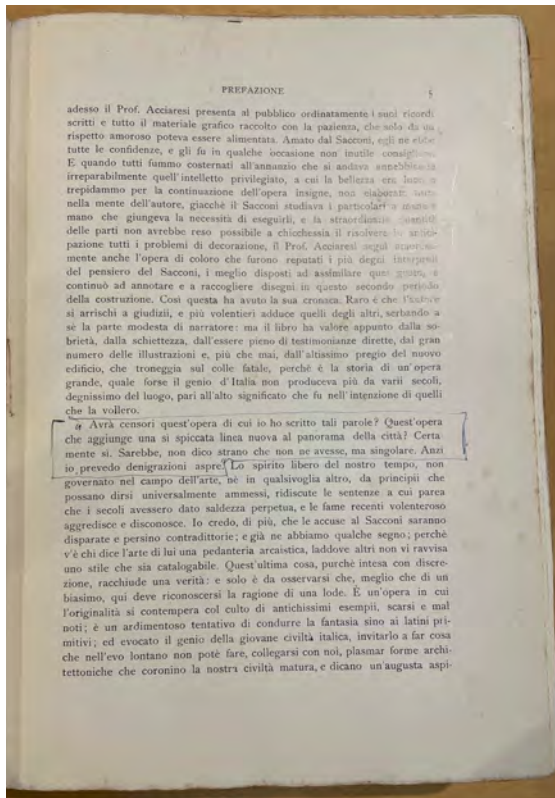 PREFAZIONE 5
adesso il Prof. Acciaresi presenta al pubblico ordinatamente i suoi ricordi
scritti e tutto il materiale grafico raccolto con la pazienza, che sola da un
rispetto amoroso poteva essere alimentata. Amato dal Sacconi, egli ne ebbe
tutte le confidenze, e gli fu in qualche occasione non inutile consigliere.
E quando tutti fummo costernati all'annunzio che si andava annebbiando
irreparabilmente quell'intelletto privilegiato, a cui la bellezza era luce, e
trepidammo per la continuazione dell'opera insigne, non elaborata tutta
nella mente dell'autore, giacchè il Sacconi studiava i particolari a mano a
mano che giungeva la necessità di eseguirli, e la straordinaria quantità
delle parti non avrebbe reso possibile a chicchessia il risolvere in antici-
pazione tutti i problemi di decorazione, il Prof. Acciaresi seguì
mente anche l'opera di coloro che furono reputati i più degni interpreti
del pensiero del Sacconi, i meglio disposti ad assimilare quel gusto, e
continuò ad annotare e a raccogliere disegni in questo secondo periodo
della costruzione. Così questa ha avuto la sua cronaca. Raro è che l'autore
si arrischi a giudizii, e più volentieri adduce quelli degli altri, serbando a
sè la parte modesta di narratore: ma il libro ha valore appunto dalla so-
brietà, dalla schiettezza, dall'essere pieno di testimonianze dirette, dal gran
numero delle illustrazioni e, più che mai, dall'altissimo pregio del nuovo
edificio, che troneggia sul colle fatale, perchè è la storia di un'opera
grande, quale forse il genio d'Italia non produceva più da varii secoli,
degnissimo del luogo, pari all'alto significato che fu nell'intenzione di quelli
che la vollero.
Avrà censori quest'opera di cui io ho scritto tali parole? Quest'opera
che aggiunge una sì spiccata linea nuova al panorama della città? Certa-
mente sì. Sarebbe, non dico strano che non ne avesse, ma singolare. Anzi
io prevedo denigrazioni aspre. Lo spirito libero del nostro tempo, non
governato nel campo dell'arte, nè in qualsivoglia altro, da principii che
possano dirsi universalmente ammessi, ridiscute le sentenze a cui parea
che i secoli avessero dato saldezza perpetua, e le fame recenti volenteroso
aggredisce e disconosce. Io credo, di più, che le accuse al Sacconi saranno
disparate e persino contradittorie; e già ne abbiamo qualche segno; perchè
v'è chi dice l'arte di lui una pedanteria arcaistica, laddove altri non vi ravvisa
uno stile che sia catalogabile. Quest'ultima cosa, purchè intesa con discre-
zione, racchiude una verità: e solo è da osservarsi che, meglio che di un
biasimo, qui deve riconoscersi la ragione di una lode. È un'opera in cui
l'originalità si contempera col culto di antichissimi esempii, scarsi e mal
noti; è un ardimentoso tentativo di condurre la fantasia sino ai latini pri-
mitivi; ed evocato il genio della giovane civiltà italica, invitarlo a far cosa
che nell'evo lontano non potè fare, collegarsi con noi, plasmar forme archi-
tettoniche che coronino la nostra civiltà matura, e dicano un'augusta aspi-